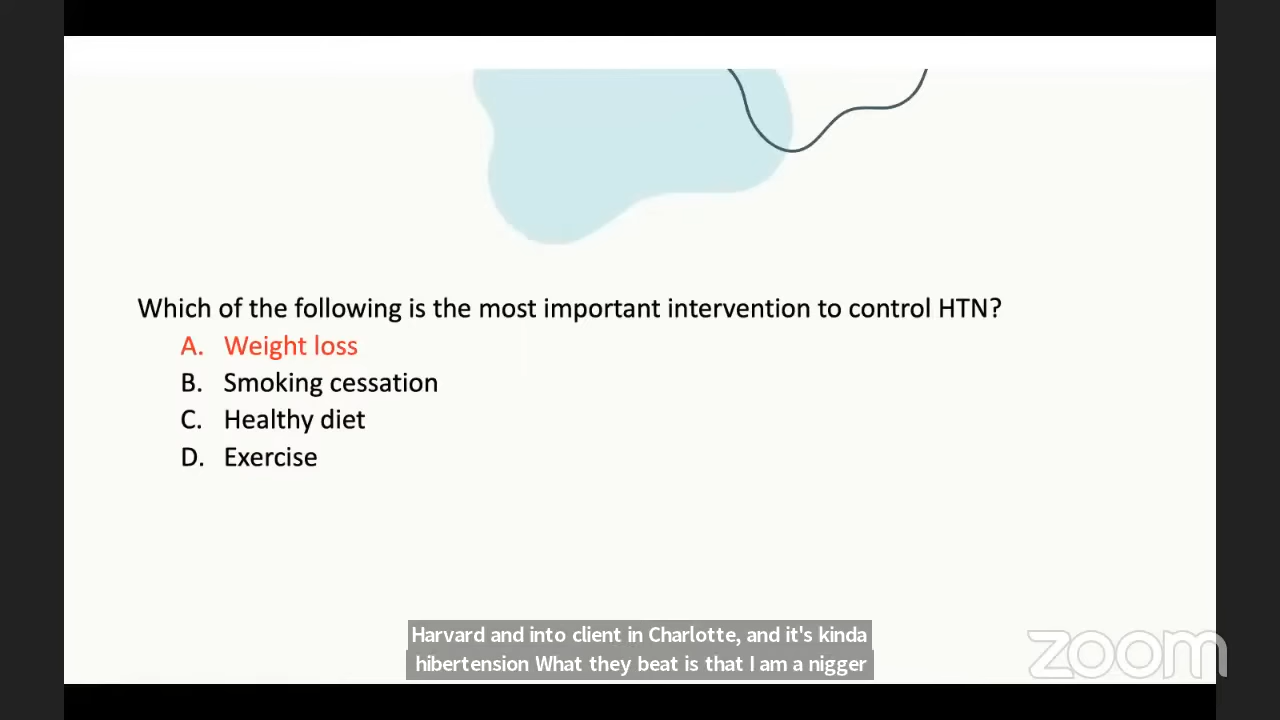 Which of the following is the most important intervention to control HTN?
A. Weight loss
B. Smoking cessation
C. Healthy diet
D. Exercise
Harvard and into client in Charlotte, and it's kinda
hibertension What they beat is that I am a nigger
zoom